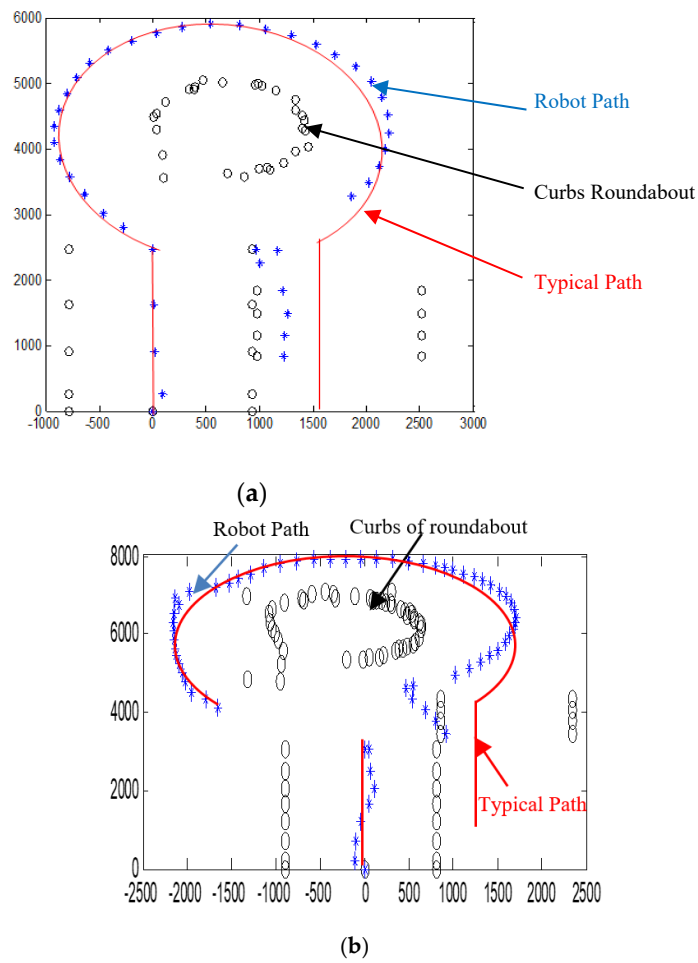 6000
5000
4000
3000
2000
1000
0
-1000 -500 0 500 1000 1500 2000 2500 3000
Robot Path
Curbs Roundabout
Typical Path
(a)
Robot Path
Curbs of roundabout
8000
6000
4000
2000
0
-2500 -2000 -1500 -1000 -500 0 500 1000 1500 2000 2500
Typical Path
(b)